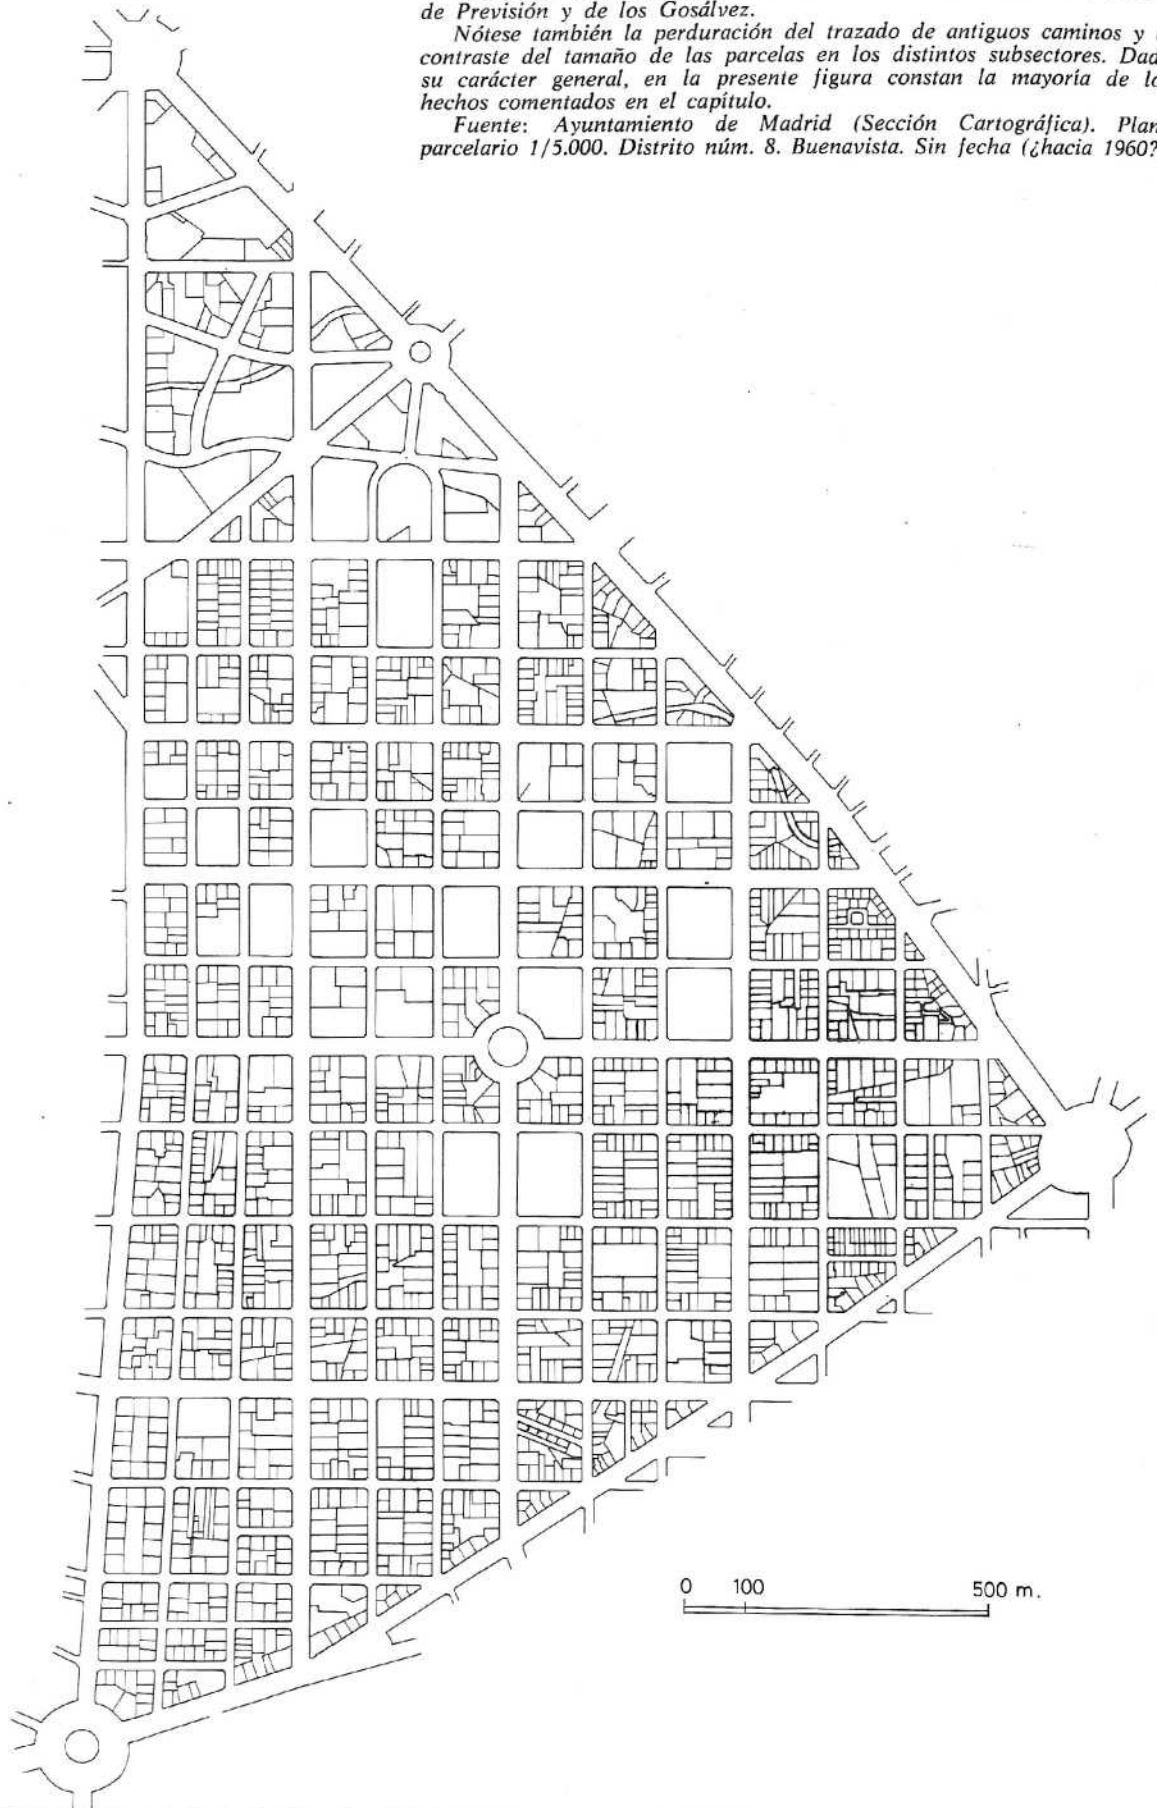 de Previsión y de los Gosálvez.
Nótese también la perduración del trazado de antiguos caminos y
contraste del tamaño de las parcelas en los distintos subsectores. Dad
su carácter general, en la presente figura constan la mayoría de lo
hechos comentados en el capítulo.
Fuente: Ayuntamiento de Madrid (Sección Cartográfica). Plan
parcelario 1/5.000. Distrito núm. 8. Buenavista. Sin fecha (¿hacia 1960?
0 100 500 m.